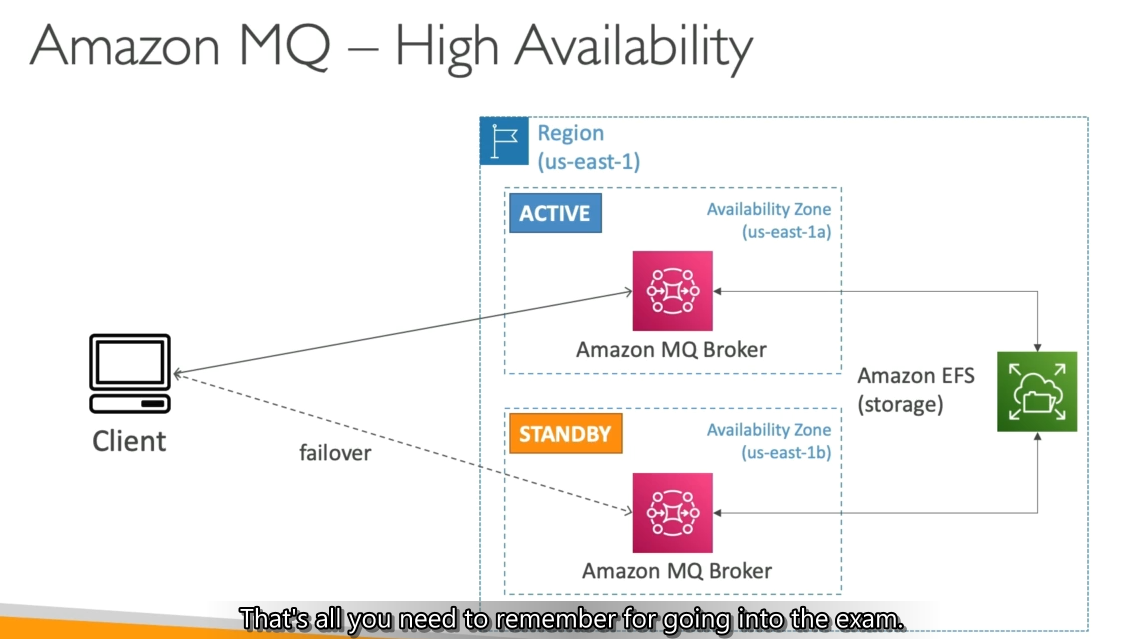 Amazon MQ – High Availability
Region
(us-east-1)
ACTIVE
Availability Zone
(us-east-1a)
Amazon MQ Broker
Client
failover
Amazon EFS
(storage)
STANDBY
Availability Zone
(us-east-1b)
Amazon MQ Broker
That's all you need to remember for going into the exam.